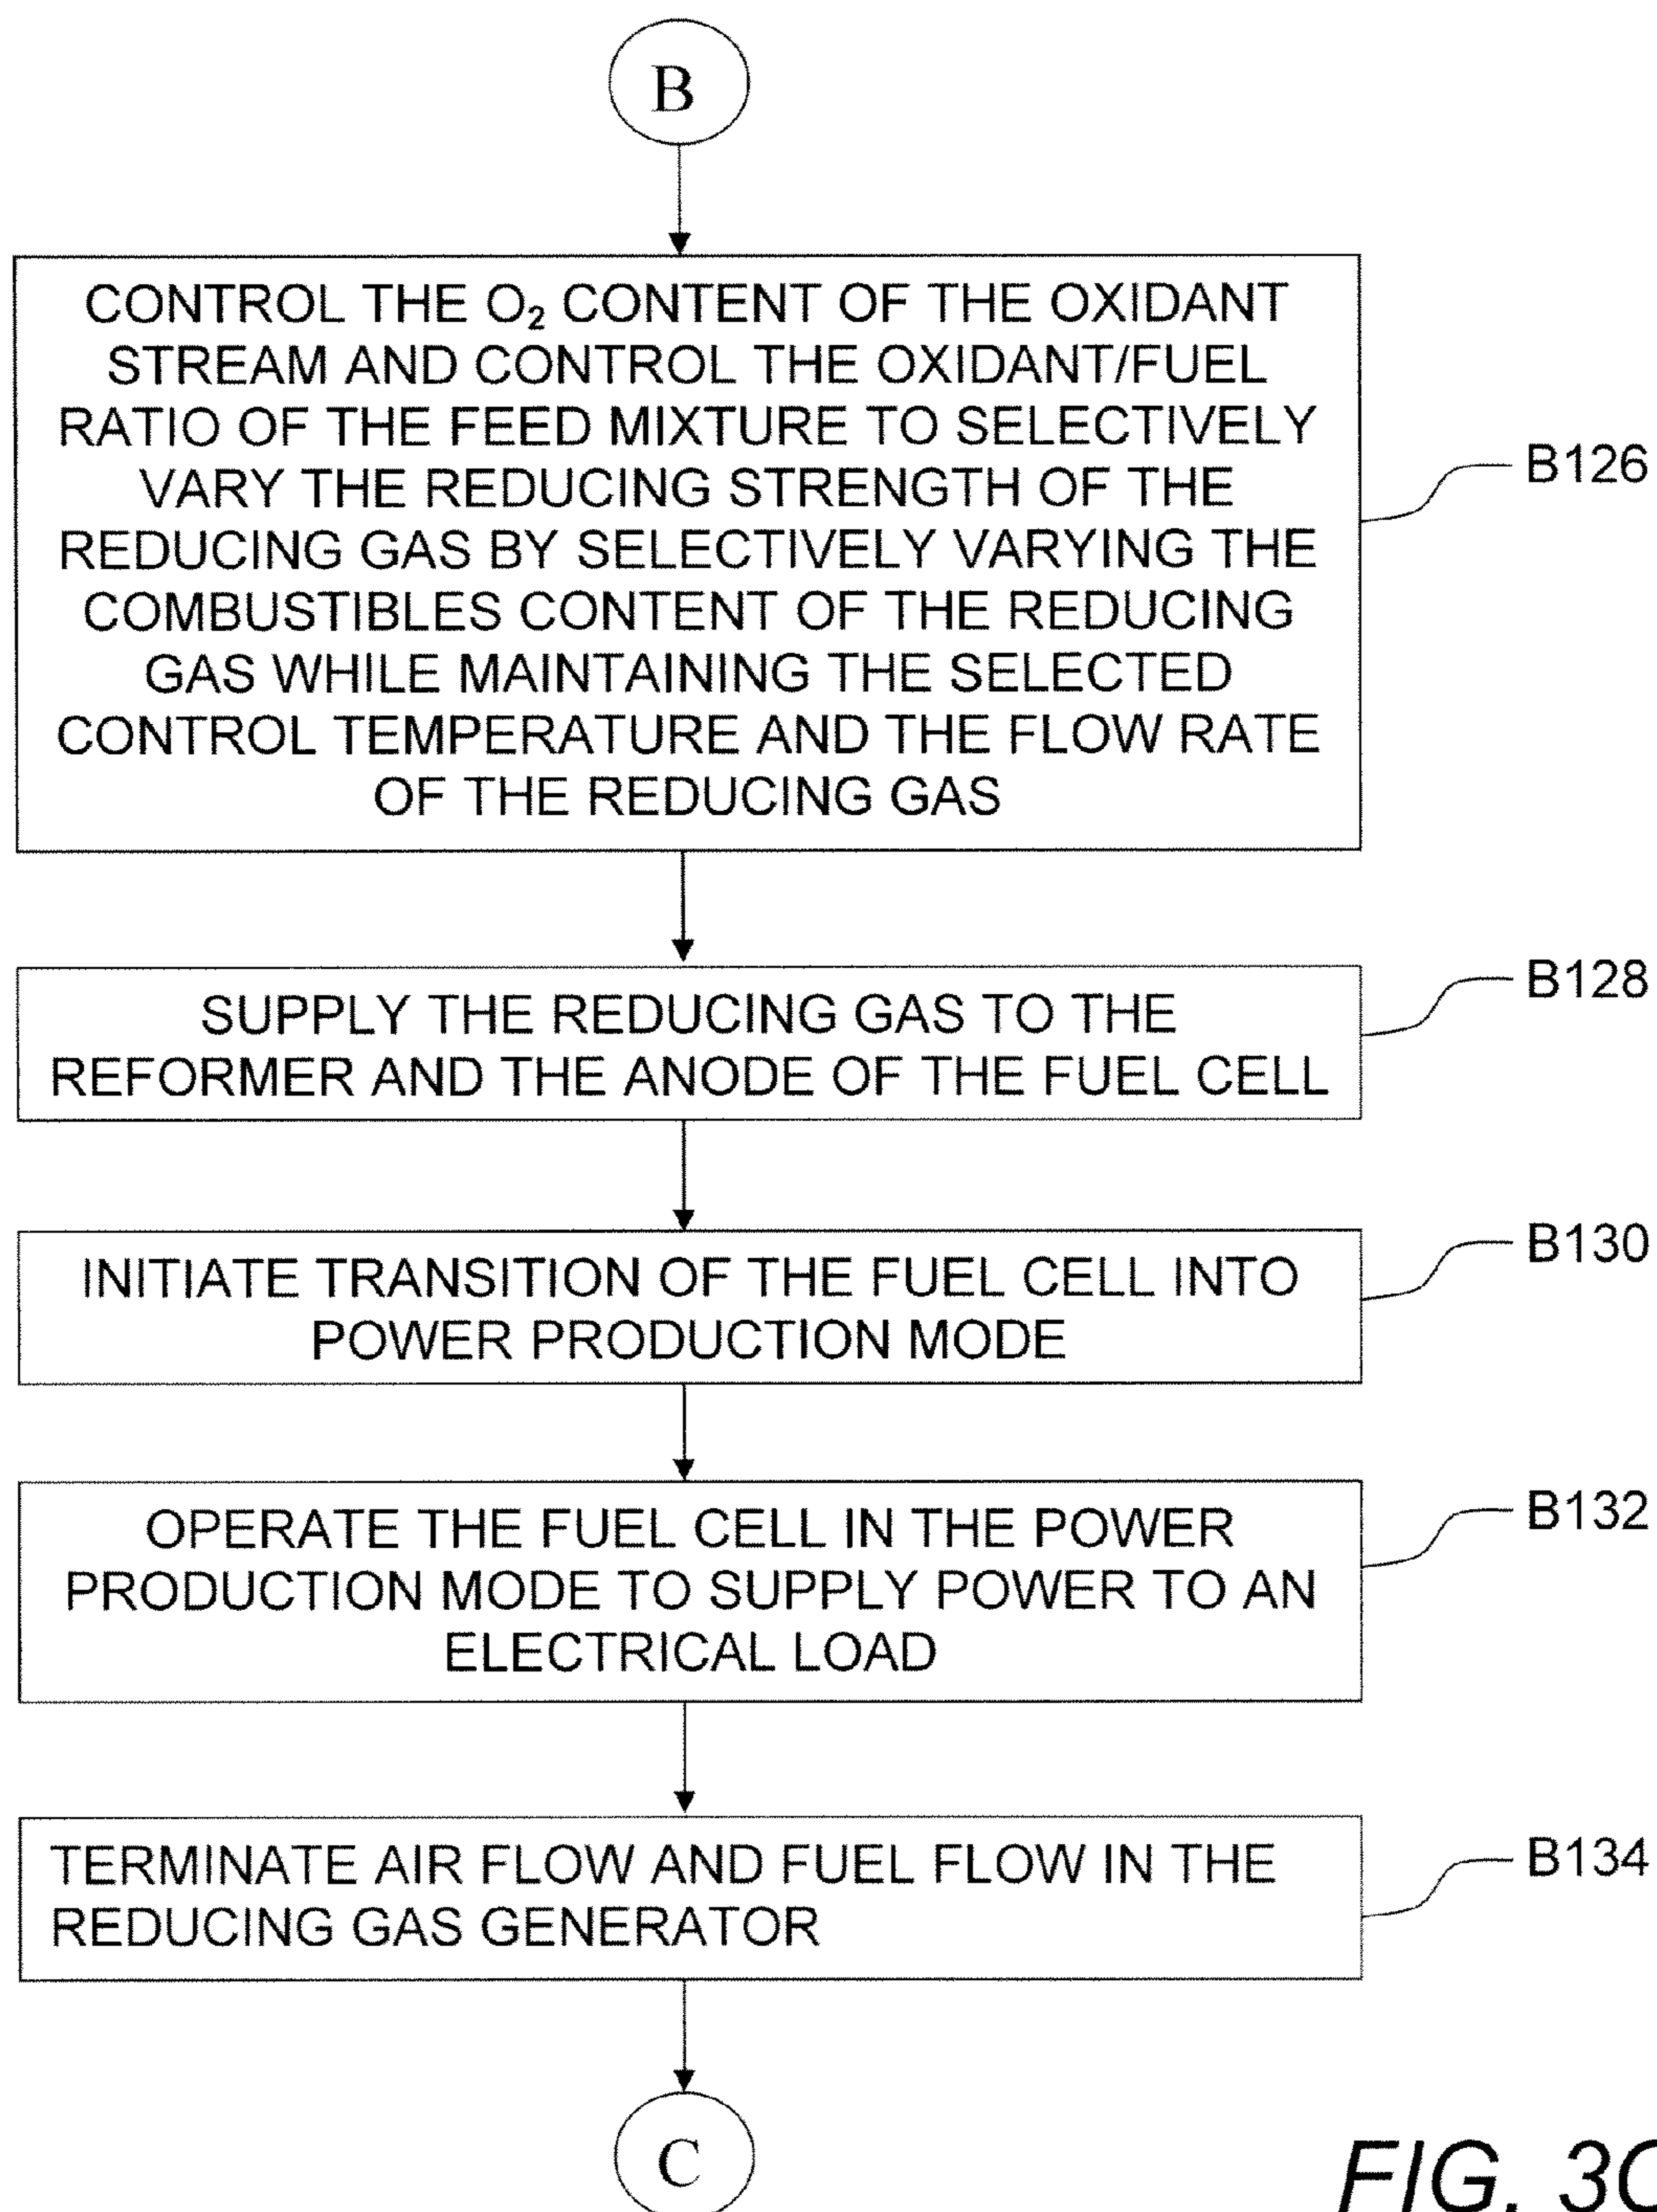 B
CONTROL THE O₂ CONTENT OF THE OXIDANT
STREAM AND CONTROL THE OXIDANT/FUEL
RATIO OF THE FEED MIXTURE TO SELECTIVELY
VARY THE REDUCING STRENGTH OF THE
REDUCING GAS BY SELECTIVELY VARYING THE
COMBUSTIBLES CONTENT OF THE REDUCING
GAS WHILE MAINTAINING THE SELECTED
CONTROL TEMPERATURE AND THE FLOW RATE
OF THE REDUCING GAS
B126
SUPPLY THE REDUCING GAS TO THE
REFORMER AND THE ANODE OF THE FUEL CELL
B128
INITIATE TRANSITION OF THE FUEL CELL INTO
POWER PRODUCTION MODE
B130
OPERATE THE FUEL CELL IN THE POWER
PRODUCTION MODE TO SUPPLY POWER TO AN
ELECTRICAL LOAD
B132
TERMINATE AIR FLOW AND FUEL FLOW IN THE
REDUCING GAS GENERATOR
B134
C
FIG.